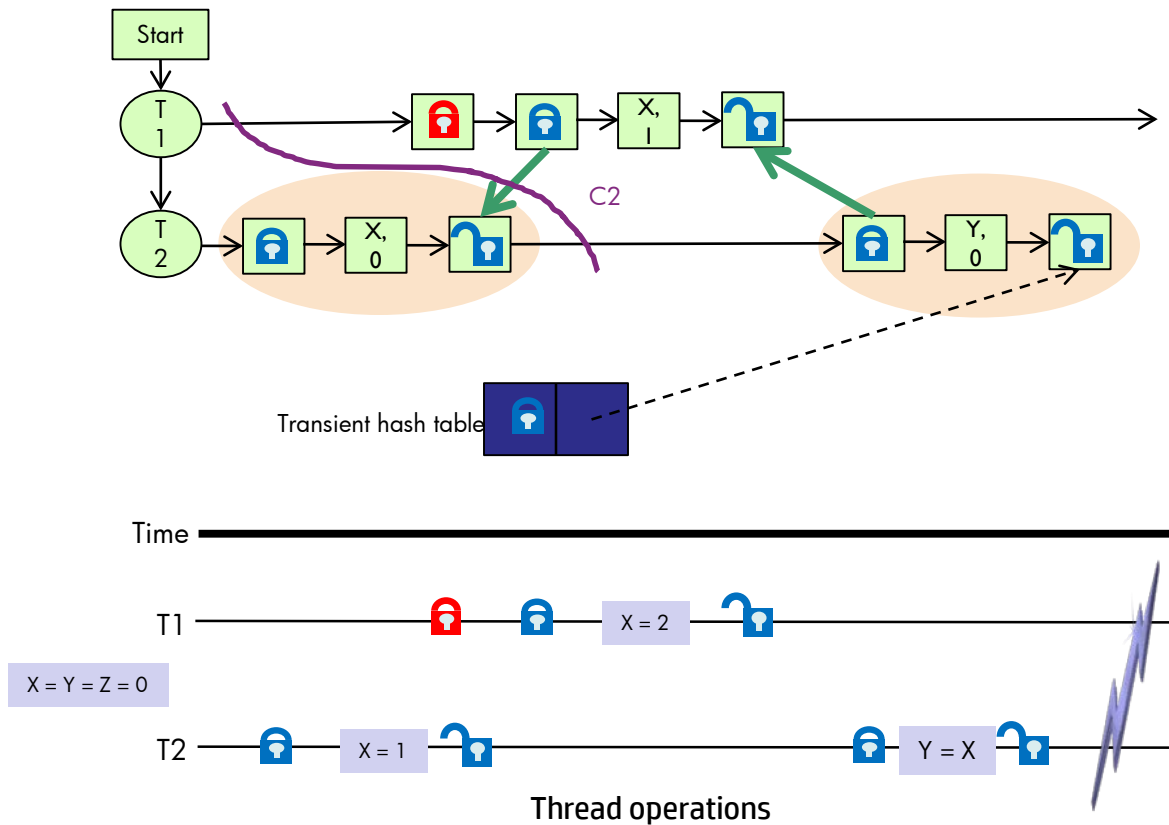 Start
T
1
X,
1
C2
T
2
X,
0
Y,
0
Transient hash table
Time
T1
X = 2
X = Y = Z = 0
T2
X = 1
Y = X
Thread operations